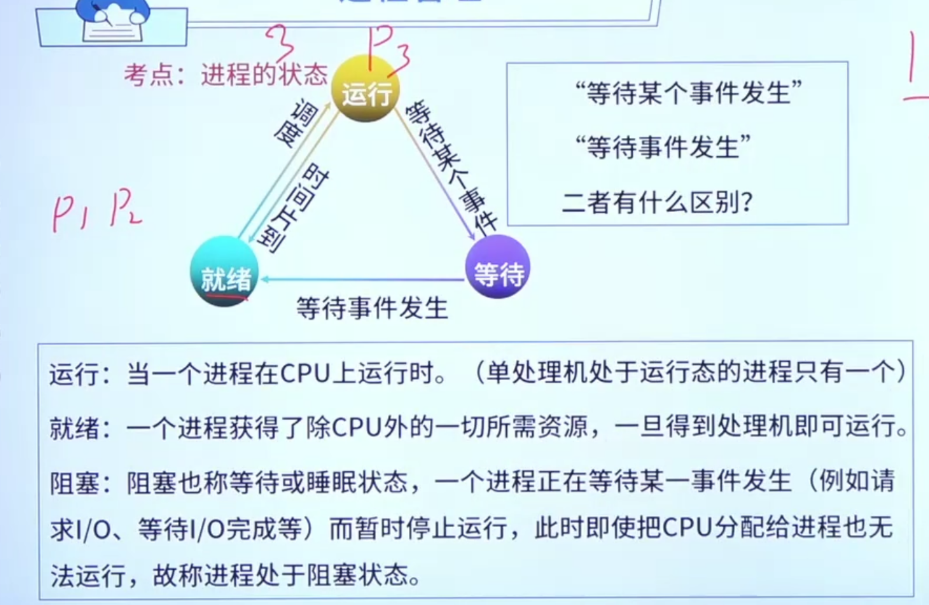 考点：进程的状态
3
P3
运行
调度
时间片到
等待某个事件
P1 P2
就绪
等待
等待事件发生
“等待某个事件发生”
“等待事件发生”
二者有什么区别？
运行：当一个进程在CPU上运行时。（单处理机处于运行态的进程只有一个）
就绪：一个进程获得了除CPU外的一切所需资源，一旦得到处理机即可运行。
阻塞：阻塞也称等待或睡眠状态，一个进程正在等待某一事件发生（例如请
求I/O、等待I/O完成等）而暂时停止运行，此时即使把CPU分配给进程也无
法运行，故称进程处于阻塞状态。